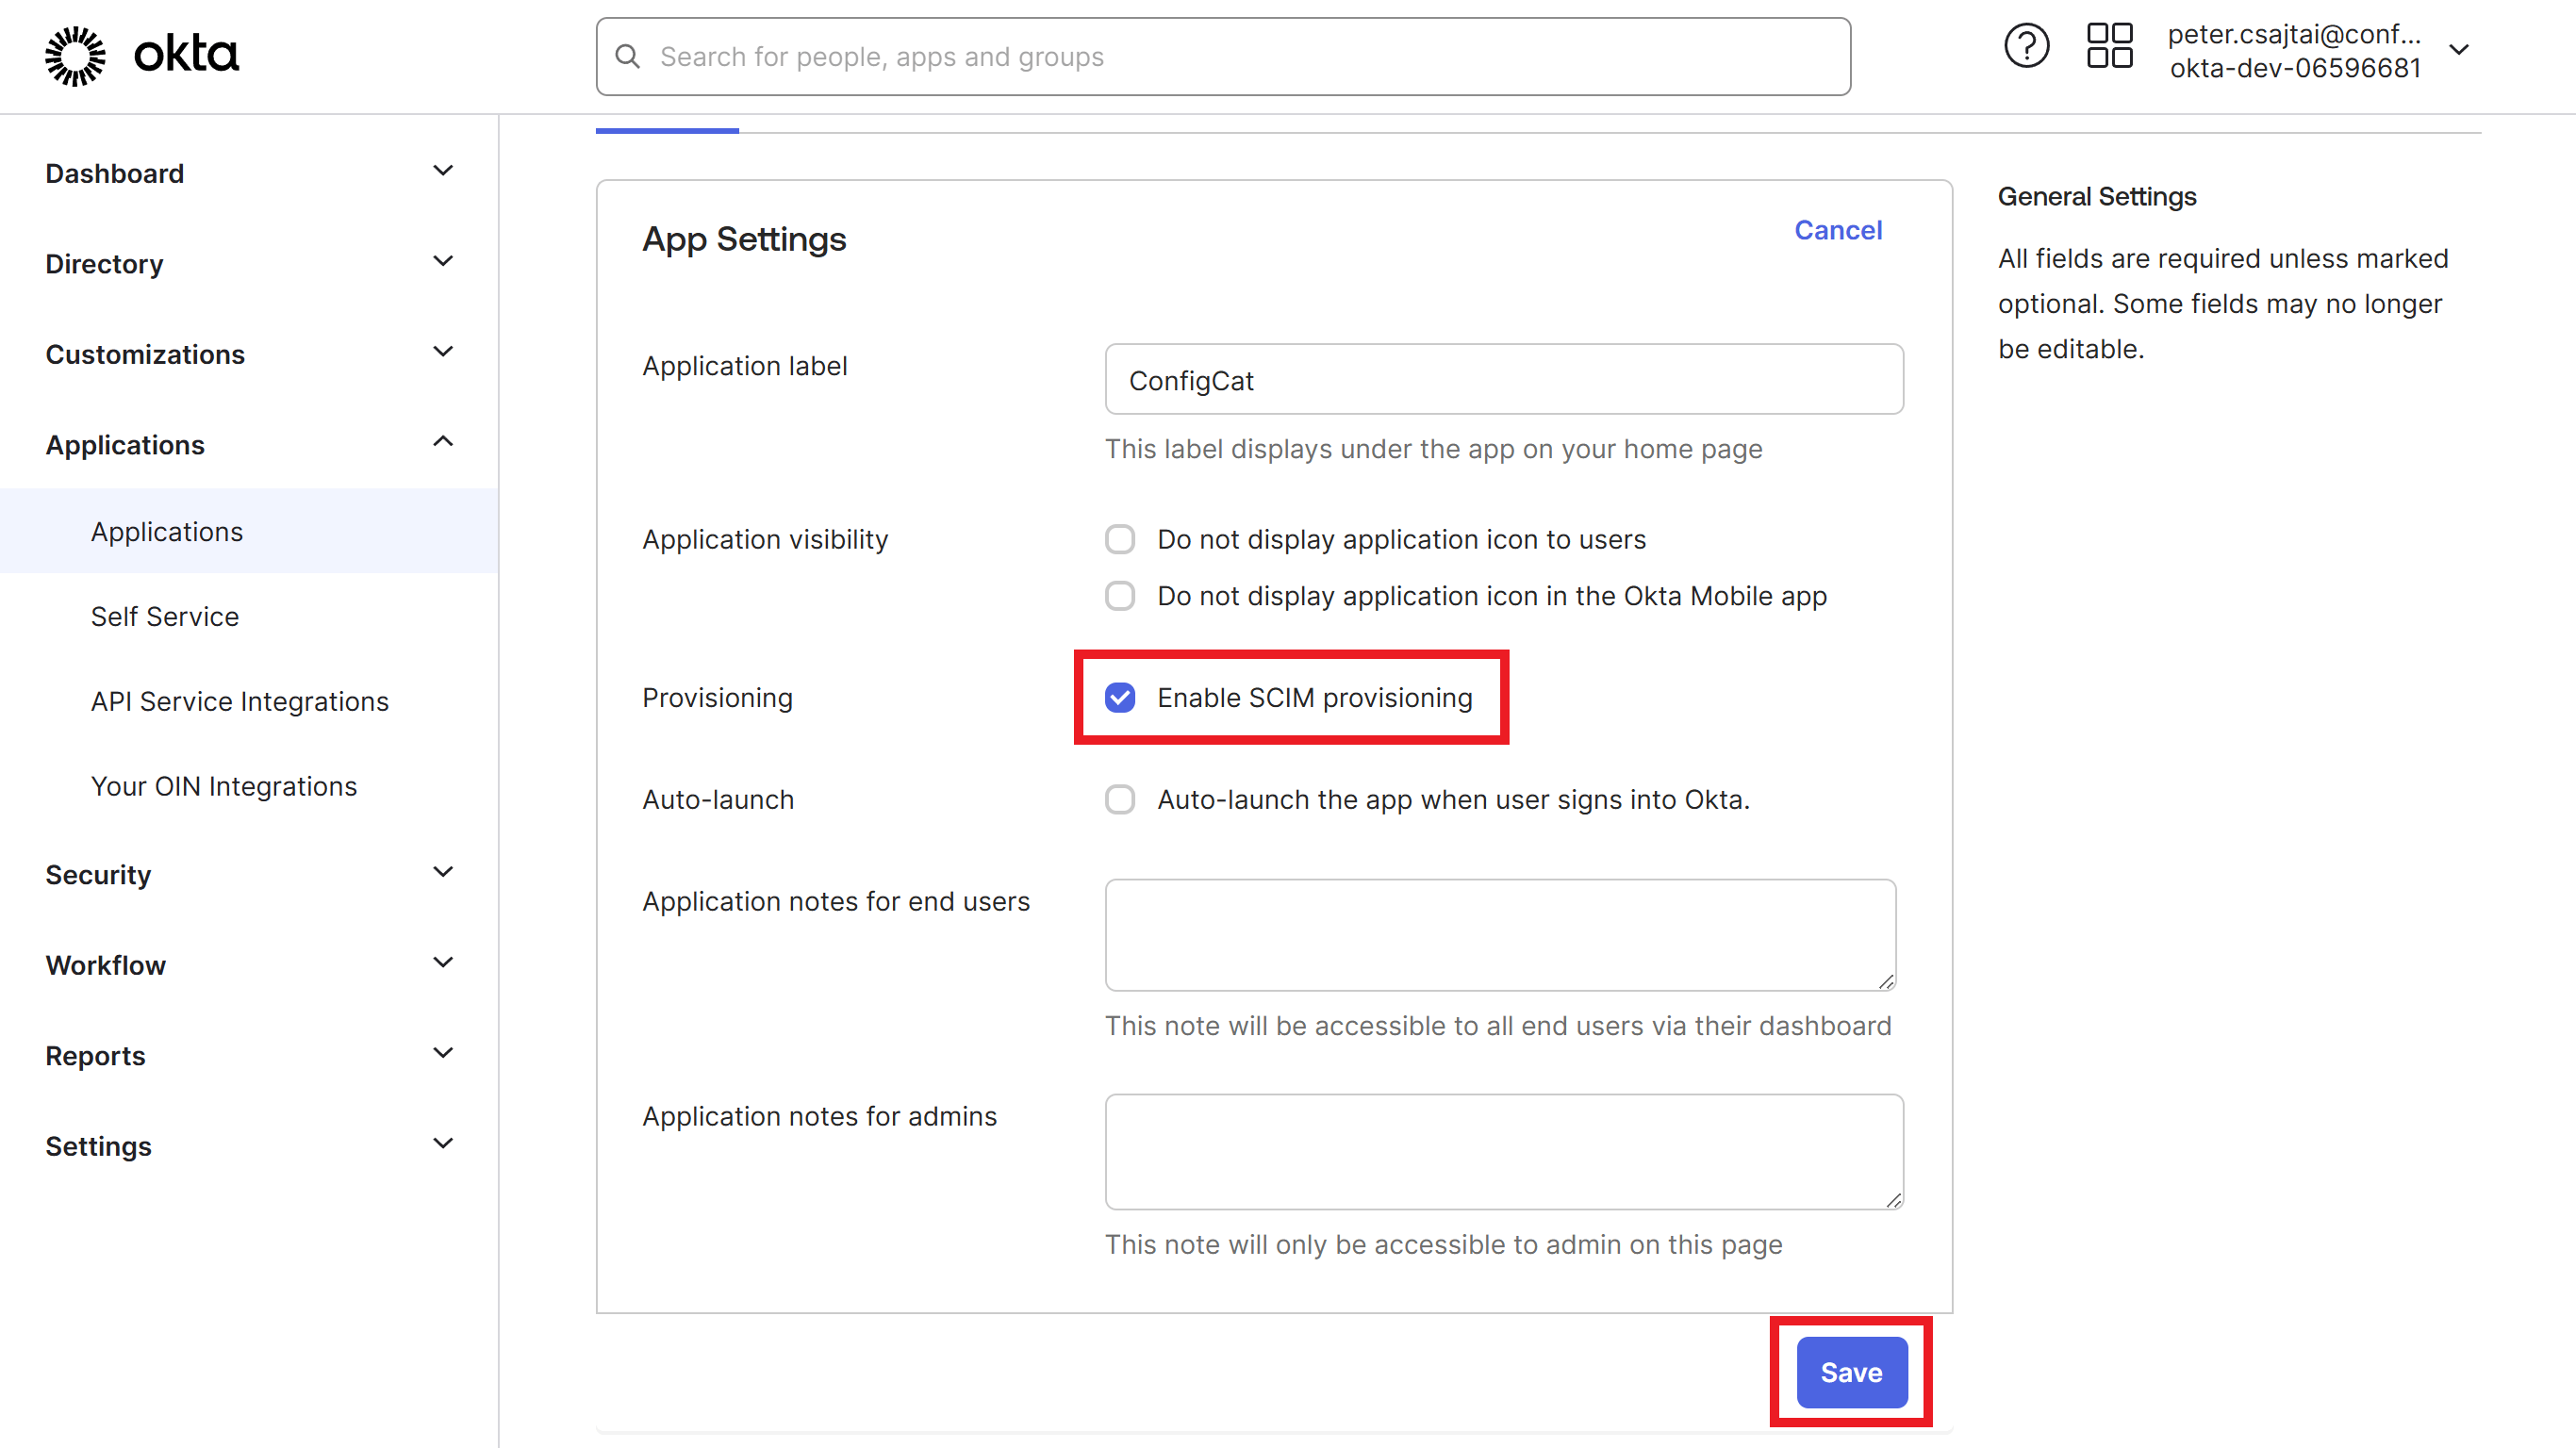 okta
Search for people, apps and groups
peter.csajtai@conf...
okta-dev-06596681
Dashboard
Directory
Customizations
Applications
Applications
Self Service
API Service Integrations
Your OIN Integrations
Security
Workflow
Reports
Settings
App Settings
Cancel
Application label
ConfigCat
This label displays under the app on your home page
Application visibility
Do not display application icon to users
Do not display application icon in the Okta Mobile app
Provisioning
Enable SCIM provisioning
Auto-launch
Auto-launch the app when user signs into Okta.
Application notes for end users
This note will be accessible to all end users via their dashboard
Application notes for admins
This note will only be accessible to admin on this page
Save
General Settings
All fields are required unless marked
optional. Some fields may no longer
be editable.